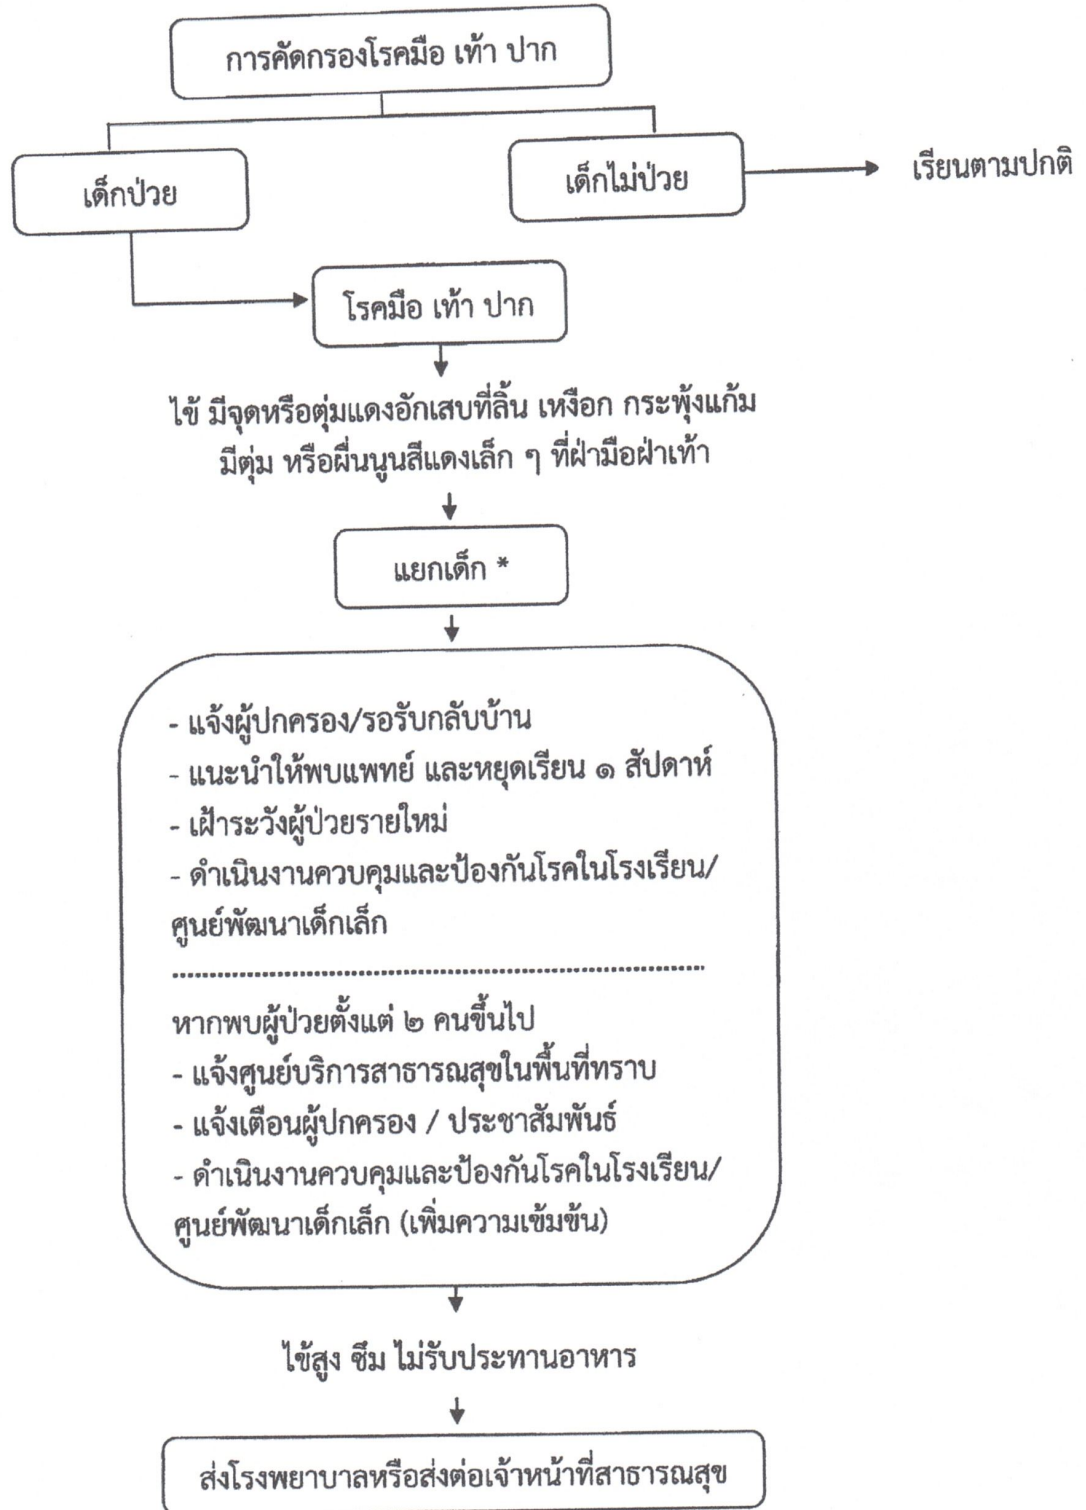 การคัดกรองโรคมือ เท้า ปาก
เด็กป่วย
เด็กไม่ป่วย
เรียนตามปกติ
โรคมือ เท้า ปาก
ไข้ มีจุดหรือตุ่มแดงอักเสบที่ลิ้น เหงือก กระพุ้งแก้ม
มีตุ่ม หรือผื่นนูนสีแดงเล็ก ๆ ที่ฝ่ามือฝ่าเท้า
แยกเด็ก *
- แจ้งผู้ปกครอง/รอรับกลับบ้าน
- แนะนำให้พบแพทย์ และหยุดเรียน ๑ สัปดาห์
- เฝ้าระวังผู้ป่วยรายใหม่
- ดำเนินงานควบคุมและป้องกันโรคในโรงเรียน/
ศูนย์พัฒนาเด็กเล็ก
หากพบผู้ป่วยตั้งแต่ ๒ คนขึ้นไป
- แจ้งศูนย์บริการสาธารณสุขในพื้นที่ทราบ
- แจ้งเตือนผู้ปกครอง / ประชาสัมพันธ์
- ดำเนินงานควบคุมและป้องกันโรคในโรงเรียน/
ศูนย์พัฒนาเด็กเล็ก (เพิ่มความเข้มข้น)
ไข้สูง ซึม ไม่รับประทานอาหาร
ส่งโรงพยาบาลหรือส่งต่อเจ้าหน้าที่สาธารณสุข